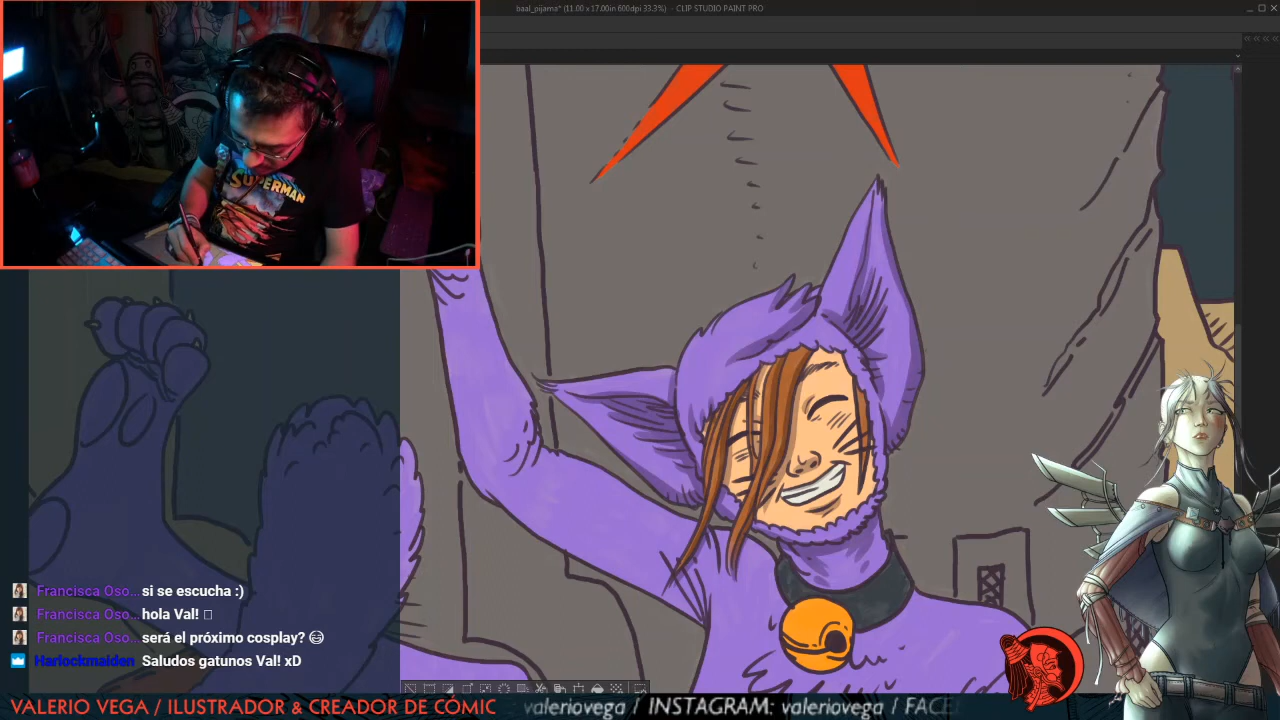 baal_pijama* (11.00 x 17.00in 600dpi 33.3%) - CLIP STUDIO PAINT PRO
SUPERMAN
Francisca Oso... si se escucha :)
Francisca Oso... hola Val!
Francisca Oso... será el próximo cosplay? 😄
Harlockmaiden Saludos gatunos Val! xD
VALERIO VEGA / ILUSTRADOR & CREADOR DE CÓMIC
valeriovega / INSTAGRAM: valeriovega / FACE